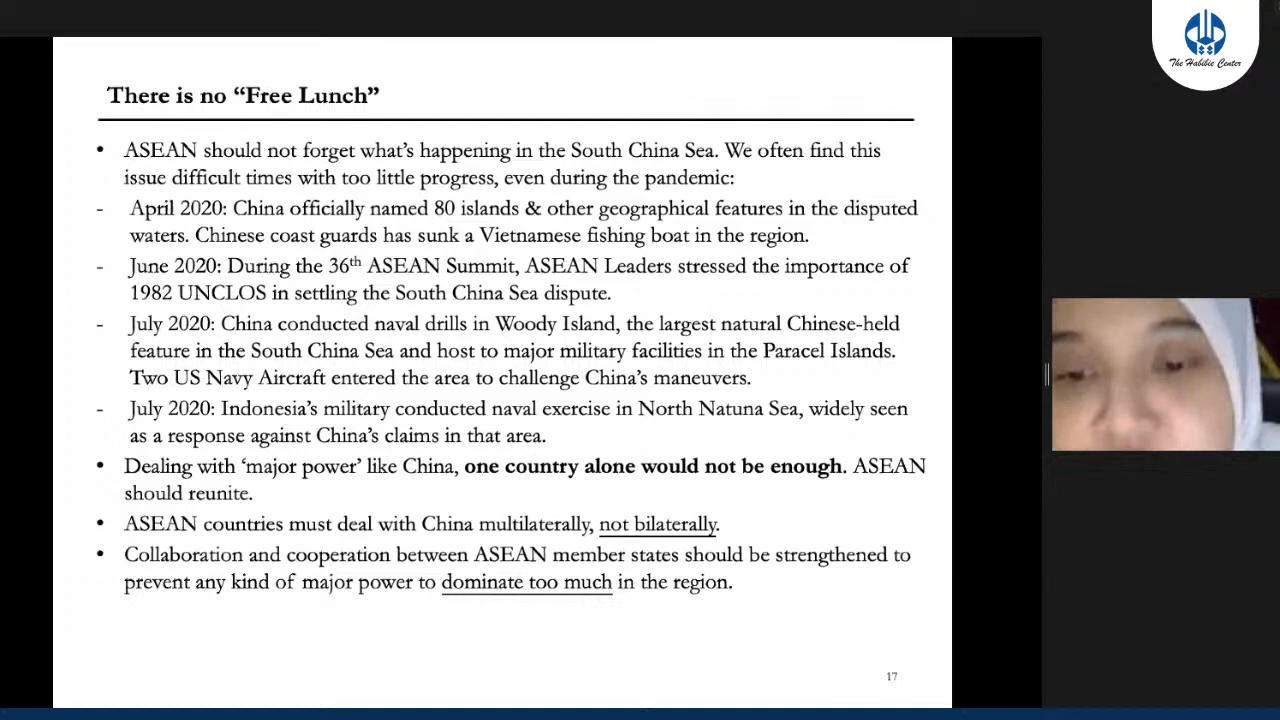 The Habibie Center
There is no “Free Lunch”
• ASEAN should not forget what’s happening in the South China Sea. We often find this
issue difficult times with too little progress, even during the pandemic:
- April 2020: China officially named 80 islands & other geographical features in the disputed
waters. Chinese coast guards has sunk a Vietnamese fishing boat in the region.
- June 2020: During the 36th ASEAN Summit, ASEAN Leaders stressed the importance of
1982 UNCLOS in settling the South China Sea dispute.
- July 2020: China conducted naval drills in Woody Island, the largest natural Chinese-held
feature in the South China Sea and host to major military facilities in the Paracel Islands.
Two US Navy Aircraft entered the area to challenge China’s maneuvers.
- July 2020: Indonesia’s military conducted naval exercise in North Natuna Sea, widely seen
as a response against China’s claims in that area.
• Dealing with ‘major power’ like China, one country alone would not be enough. ASEAN
should reunite.
• ASEAN countries must deal with China multilaterally, not bilaterally.
• Collaboration and cooperation between ASEAN member states should be strengthened to
prevent any kind of major power to dominate too much in the region.
17